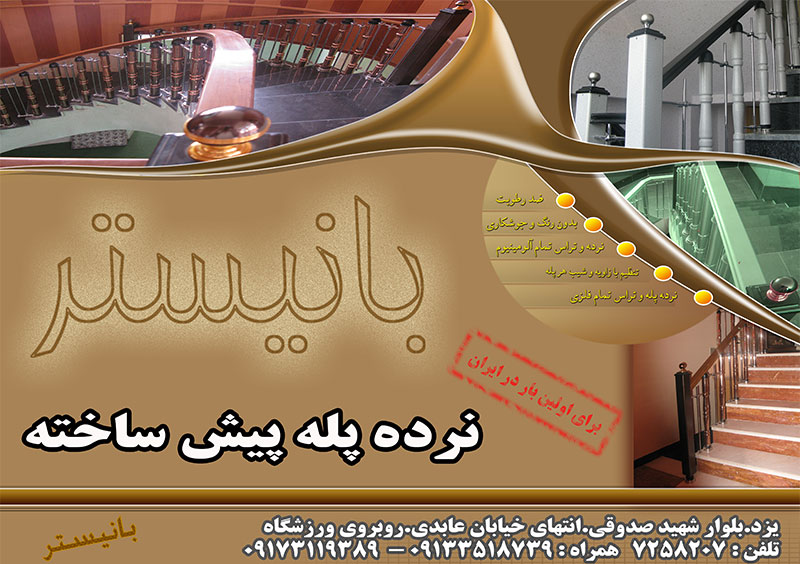 ضد رطوبت
بدون رنگ و جوشکاری
نرده و تراس تمام آلومینیوم
تنظیم با زاویه و شیب هر پله
نرده پله و تراس تمام فلزی
بانیستر
برای اولین بار در ایران
نرده پله پیش ساخته
یزد.بلوار شهید صدوقی.انتهای خیابان عابدی.روبروی ورزشگاه
تلفن : ۷۲۵۸۲۰۷ همراه : ۰۹۱۳۳۵۱۸۷۳۹ – ۰۹۱۷۳۱۱۹۳۸۹
بانیستر